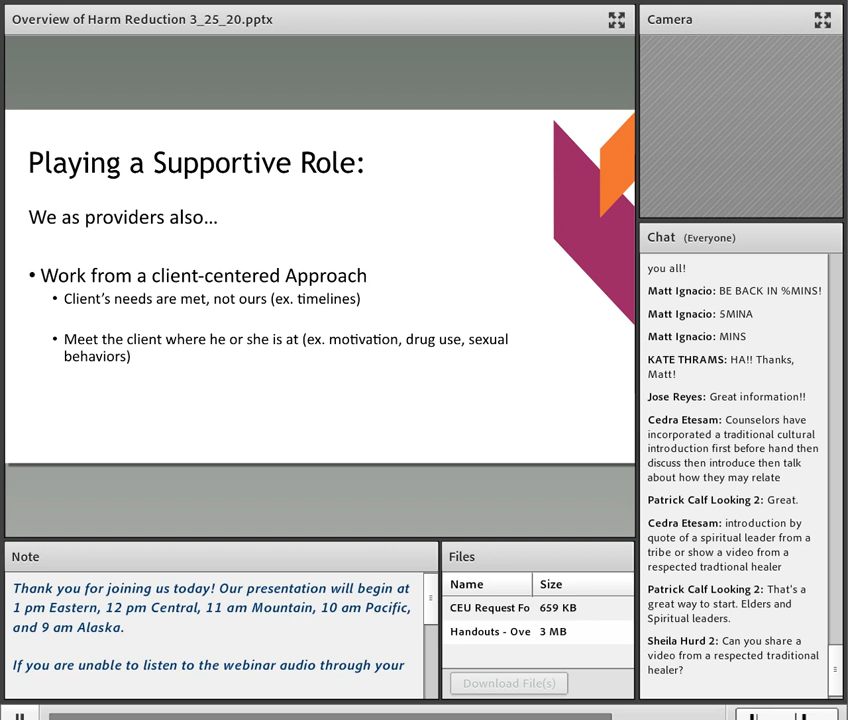 Overview of Harm Reduction 3_25_20.pptx
Playing a Supportive Role:
We as providers also...
• Work from a client-centered Approach
• Client's needs are met, not ours (ex. timelines)
• Meet the client where he or she is at (ex. motivation, drug use, sexual
behaviors)
Camera
Chat (Everyone)
you all!
Matt Ignacio: BE BACK IN %MINS!
Matt Ignacio: 5MINA
Matt Ignacio: MINS
KATE THRAMS: HA!! Thanks,
Matt!
Jose Reyes: Great information!!
Cedra Etesam: Counselors have
incorporated a traditional cultural
introduction first before hand then
discuss then introduce then talk
about how they may relate
Patrick Calf Looking 2: Great.
Cedra Etesam: introduction by
quote of a spiritual leader from a
tribe or show a video from a
respected tradtional healer
Patrick Calf Looking 2: That's a
great way to start. Elders and
Spiritual leaders.
Sheila Hurd 2: Can you share a
video from a respected traditional
healer?
Note
Thank you for joining us today! Our presentation will begin at
1 pm Eastern, 12 pm Central, 11 am Mountain, 10 am Pacific,
and 9 am Alaska.
If you are unable to listen to the webinar audio through your
Files
Name Size
CEU Request Fo 659 KB
Handouts - Ove 3 MB
Download File(s)